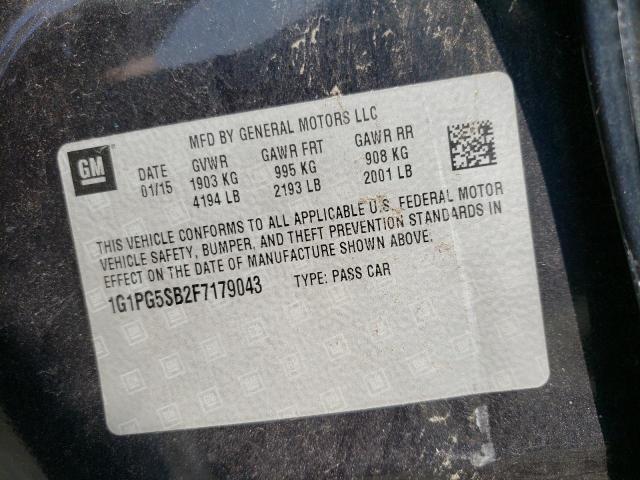 MFD BY GENERAL MOTORS LLC
GM
DATE GVWR GAWR FRT GAWR RR
01/15 1903 KG 995 KG 908 KG
4194 LB 2193 LB 2001 LB
THIS VEHICLE CONFORMS TO ALL APPLICABLE U.S. FEDERAL MOTOR
VEHICLE SAFETY, BUMPER, AND THEFT PREVENTION STANDARDS IN
EFFECT ON THE DATE OF MANUFACTURE SHOWN ABOVE.
1G1PG5SB2F7179043 TYPE: PASS CAR